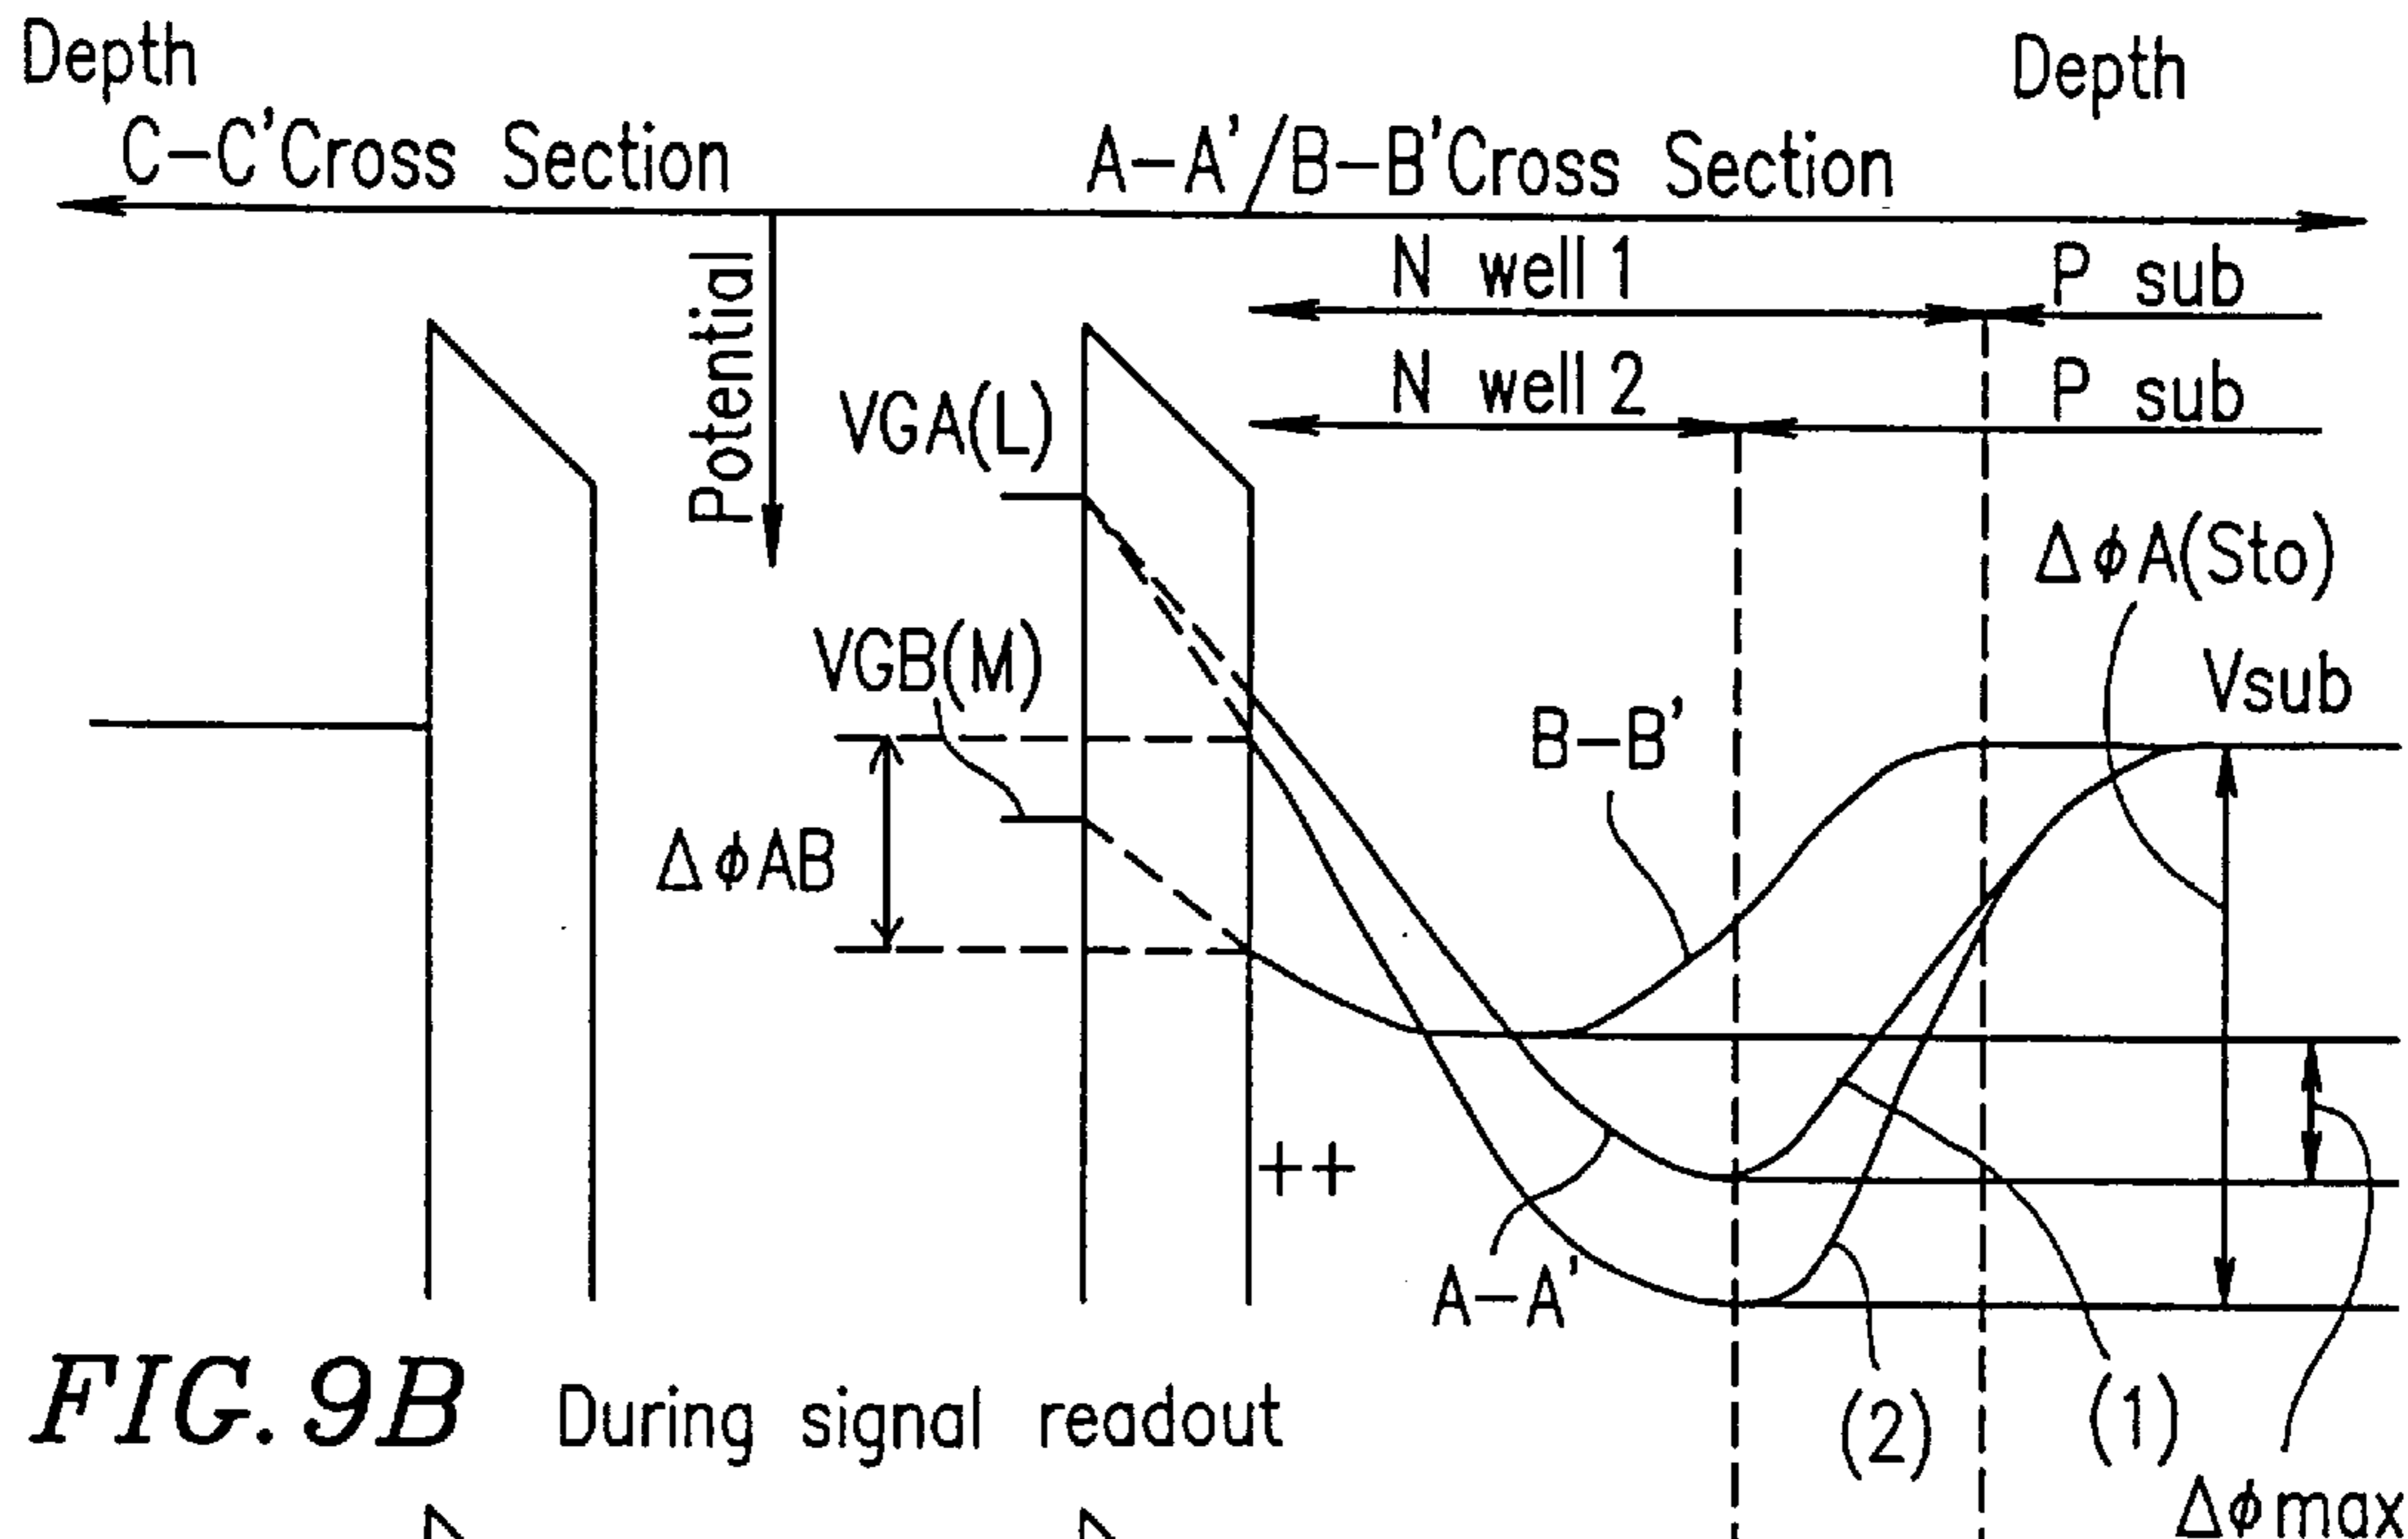 Depth
Depth
C–C'Cross Section
A–A'/B–B'Cross Section
Potential
N well 1
P sub
N well 2
P sub
VGA(L)
ΔϕA(Sto)
VGB(M)
Vsub
B–B'
ΔϕAB
++
A–A'
(2)
(1)
FIG. 9B During signal readout
Δϕmax